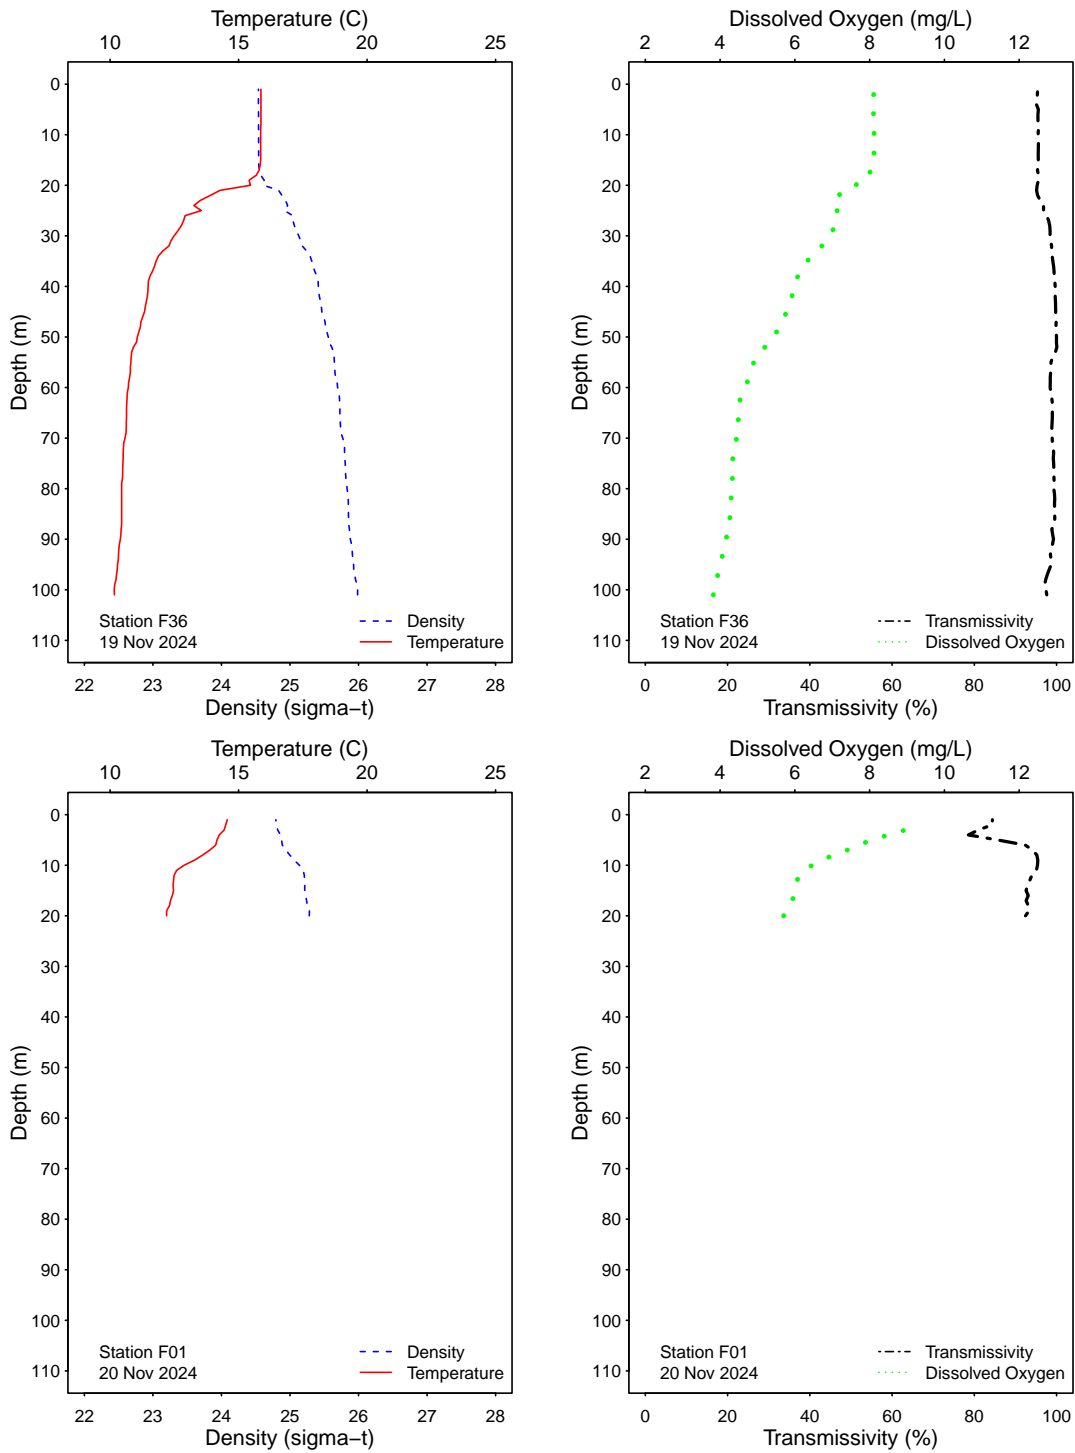 Temperature (C)
10 15 20 25
0
10
20
30
40
50
60
70
80
90
100
110
Depth (m)
Station F36
19 Nov 2024
Density
Temperature
22 23 24 25 26 27 28
Density (sigma−t)
Dissolved Oxygen (mg/L)
2 4 6 8 10 12
0
10
20
30
40
50
60
70
80
90
100
110
Depth (m)
Station F36
19 Nov 2024
Transmissivity
Dissolved Oxygen
0 20 40 60 80 100
Transmissivity (%)
Temperature (C)
10 15 20 25
0
10
20
30
40
50
60
70
80
90
100
110
Depth (m)
Station F01
20 Nov 2024
Density
Temperature
22 23 24 25 26 27 28
Density (sigma−t)
Dissolved Oxygen (mg/L)
2 4 6 8 10 12
0
10
20
30
40
50
60
70
80
90
100
110
Depth (m)
Station F01
20 Nov 2024
Transmissivity
Dissolved Oxygen
0 20 40 60 80 100
Transmissivity (%)